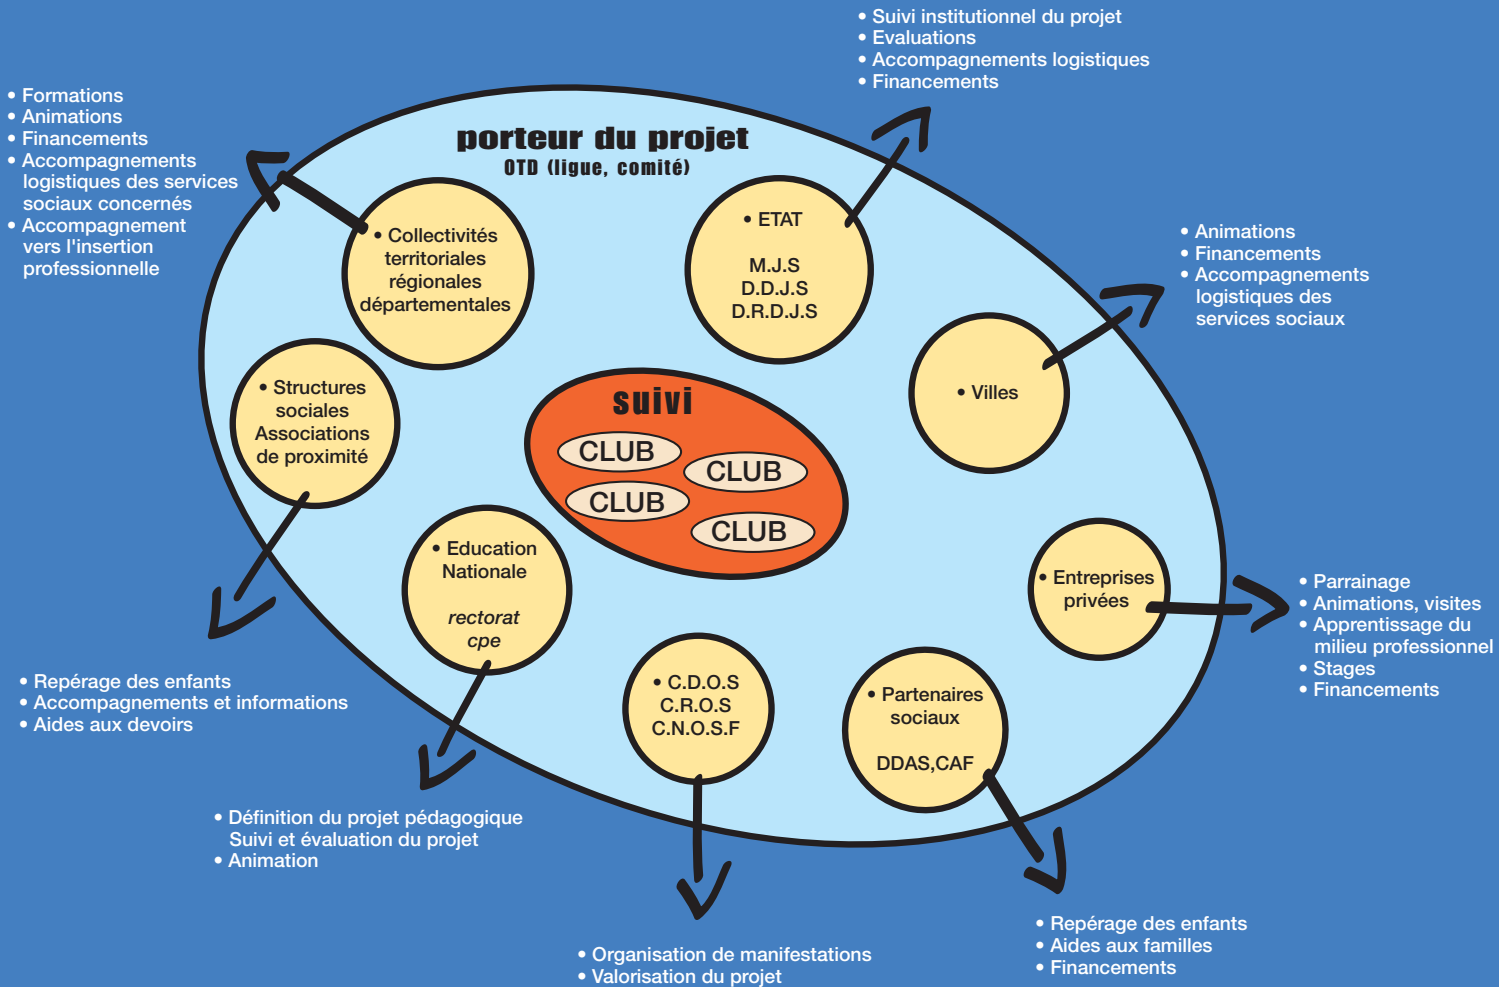 • Suivi institutionnel du projet
• Evaluations
• Accompagnements logistiques
• Financements
• Formations
• Animations
• Financements
• Accompagnements
logistiques des services
sociaux concernés
• Accompagnement
vers l'insertion
professionnelle
porteur du projet
OTD (ligue, comité)
• Collectivités
territoriales
régionales
départementales
• ETAT
M.J.S
D.D.J.S
D.R.D.J.S
• Animations
• Financements
• Accompagnements
logistiques des
services sociaux
• Villes
• Structures
sociales
Associations
de proximité
suivi
CLUB
CLUB
CLUB
CLUB
• Education
Nationale
rectorat
cpe
• Entreprises
privées
• Parrainage
• Animations, visites
• Apprentissage du
milieu professionnel
• Stages
• Financements
• C.D.O.S
C.R.O.S
C.N.O.S.F
• Partenaires
sociaux
DDAS,CAF
• Repérage des enfants
• Accompagnements et informations
• Aides aux devoirs
• Définition du projet pédagogique
Suivi et évaluation du projet
• Animation
• Organisation de manifestations
• Valorisation du projet
• Repérage des enfants
• Aides aux familles
• Financements